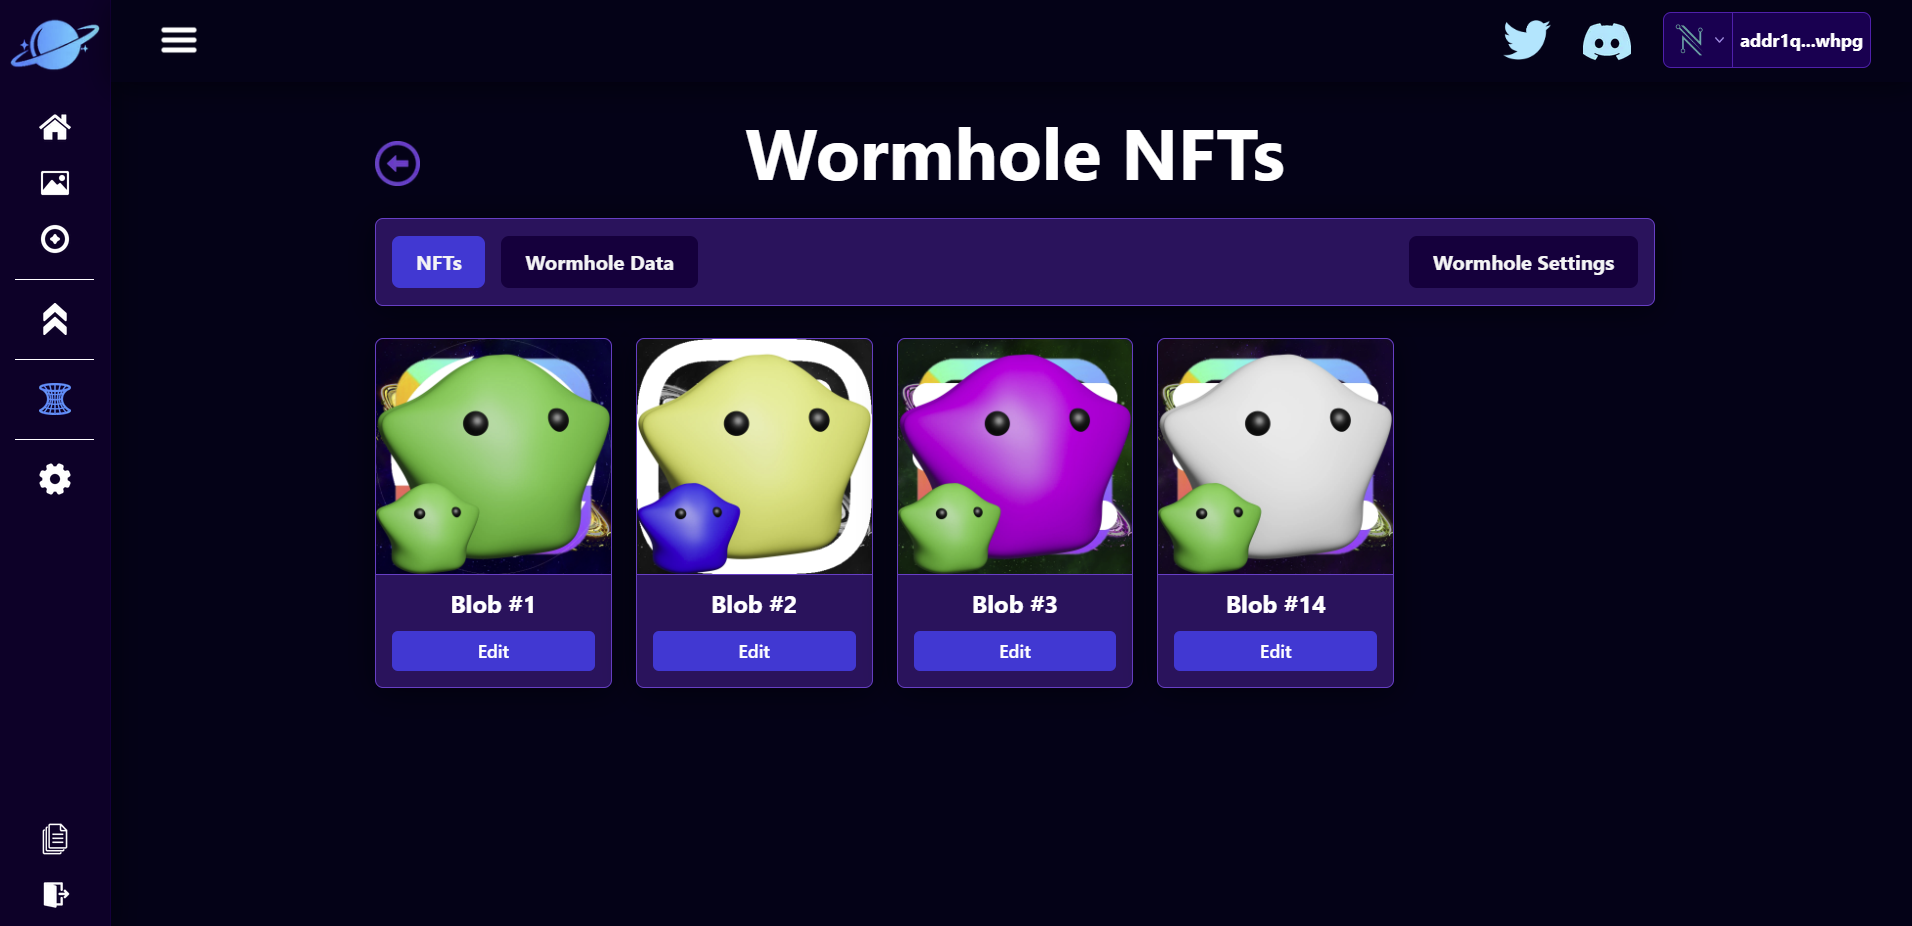 addr1q...whpg
Wormhole NFTs
NFTs
Wormhole Data
Wormhole Settings
Blob #1
Edit
Blob #2
Edit
Blob #3
Edit
Blob #14
Edit